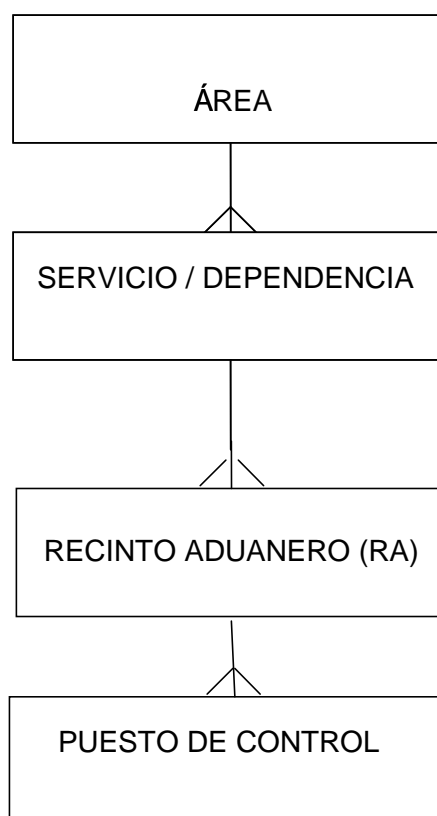 ÁREA
SERVICIO / DEPENDENCIA
RECINTO ADUANERO (RA)
PUESTO DE CONTROL